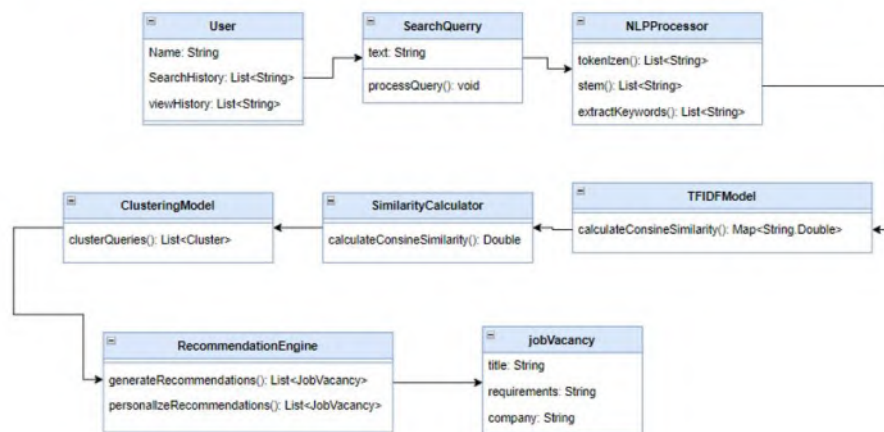 User
Name: String
SearchHistory: List<String>
viewHistory: List<String>
SearchQuerry
text: String
processQuery(): void
NLPProcessor
tokenIzen(): List<String>
stem(): List<String>
extractKeywords(): List<String>
ClusteringModel
clusterQueries(): List<Cluster>
SimilarityCalculator
calculateConsineSimilarity(): Double
TFIDFModel
calculateConsineSimilarity(): Map<String.Double>
RecommendationEngine
generateRecommendations(): List<JobVacancy>
personalizeRecommendations(): List<JobVacancy>
jobVacancy
title: String
requirements: String
company: String